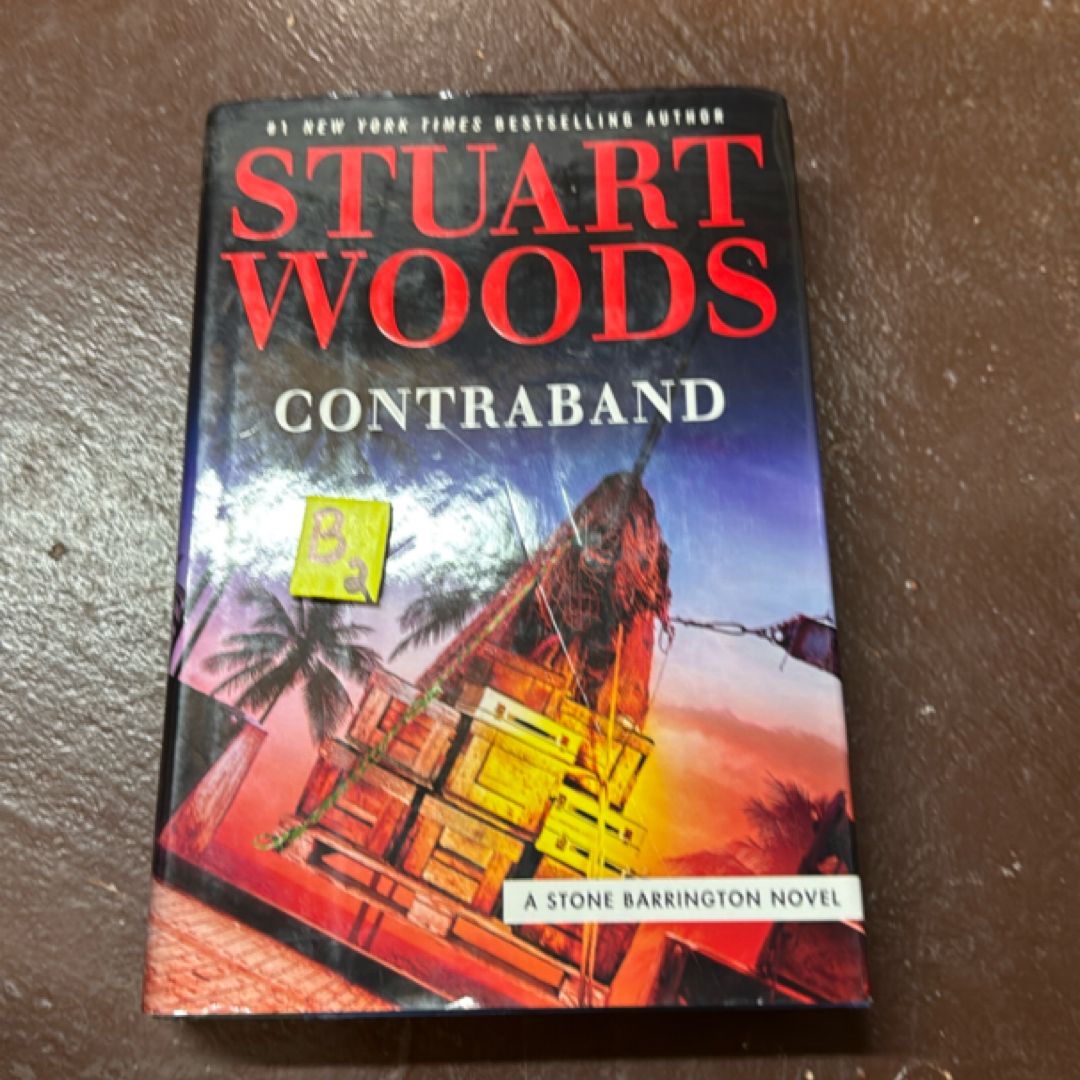 #1 NEW YORK TIMES BESTSELLING AUTHOR
STUART
WOODS
CONTRABAND
B2
A STONE BARRINGTON NOVEL